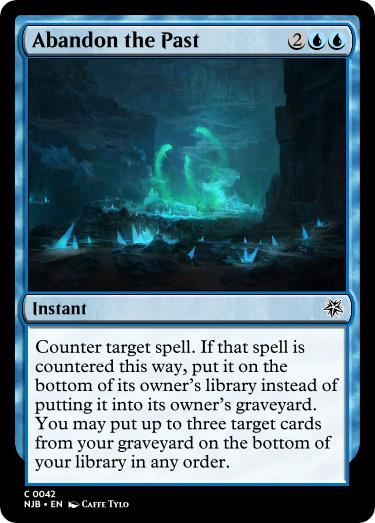 Abandon the Past 2
Instant
Counter target spell. If that spell is
countered this way, put it on the
bottom of its owner's library instead of
putting it into its owner's graveyard.
You may put up to three target cards
from your graveyard on the bottom of
your library in any order.
C 0042
NJB • EN Caffe Tylo